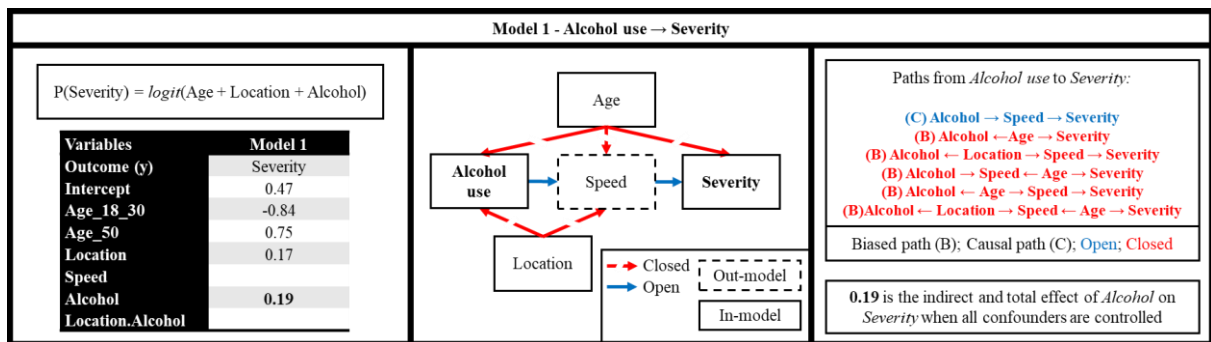 Model 1 - Alcohol use → Severity
P(Severity) = logit(Age + Location + Alcohol)
Variables Model 1
Outcome (y) Severity
Intercept 0.47
Age_18_30 -0.84
Age_50 0.75
Location 0.17
Speed
Alcohol 0.19
Location.Alcohol
Age
Alcohol
use
Speed
Severity
Location
Closed
Open
Out-model
In-model
Paths from Alcohol use to Severity:
(C) Alcohol → Speed → Severity
(B) Alcohol ←Age → Severity
(B) Alcohol ← Location → Speed → Severity
(B) Alcohol → Speed ← Age → Severity
(B) Alcohol ← Age → Speed → Severity
(B)Alcohol ← Location → Speed ← Age → Severity
Biased path (B); Causal path (C); Open; Closed
0.19 is the indirect and total effect of Alcohol on
Severity when all confounders are controlled